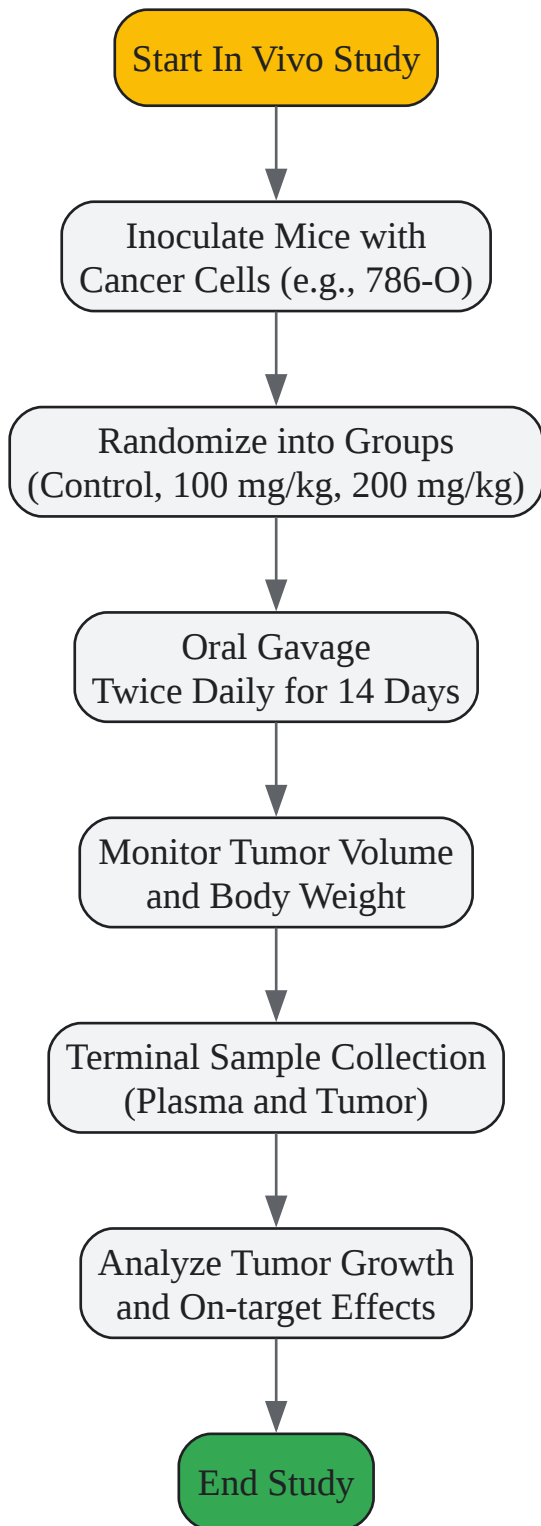 Start In Vivo Study
Inoculate Mice with
Cancer Cells (e.g., 786-O)
Randomize into Groups
(Control, 100 mg/kg, 200 mg/kg)
Oral Gavage
Twice Daily for 14 Days
Monitor Tumor Volume
and Body Weight
Terminal Sample Collection
(Plasma and Tumor)
Analyze Tumor Growth
and On-target Effects
End Study